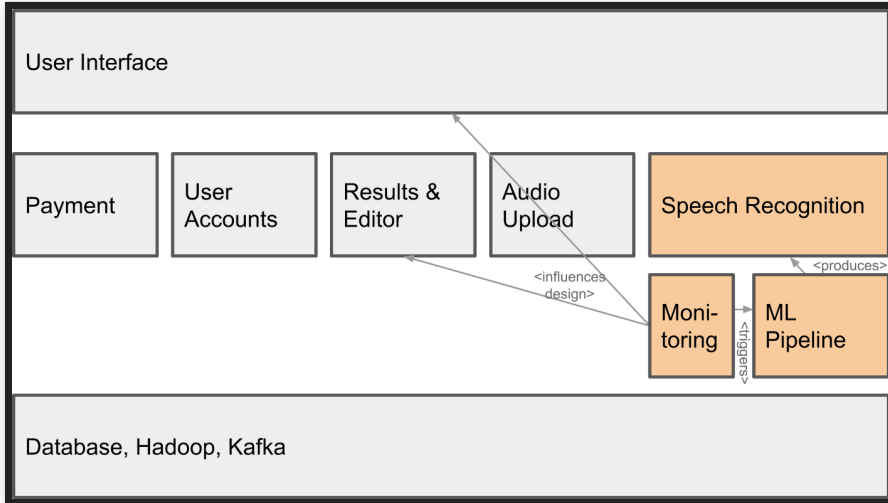 User Interface
Payment
User
Accounts
Results &
Editor
Audio
Upload
Speech Recognition
<influences
design>
<produces>
Moni-
toring
<triggers>
ML
Pipeline
Database, Hadoop, Kafka